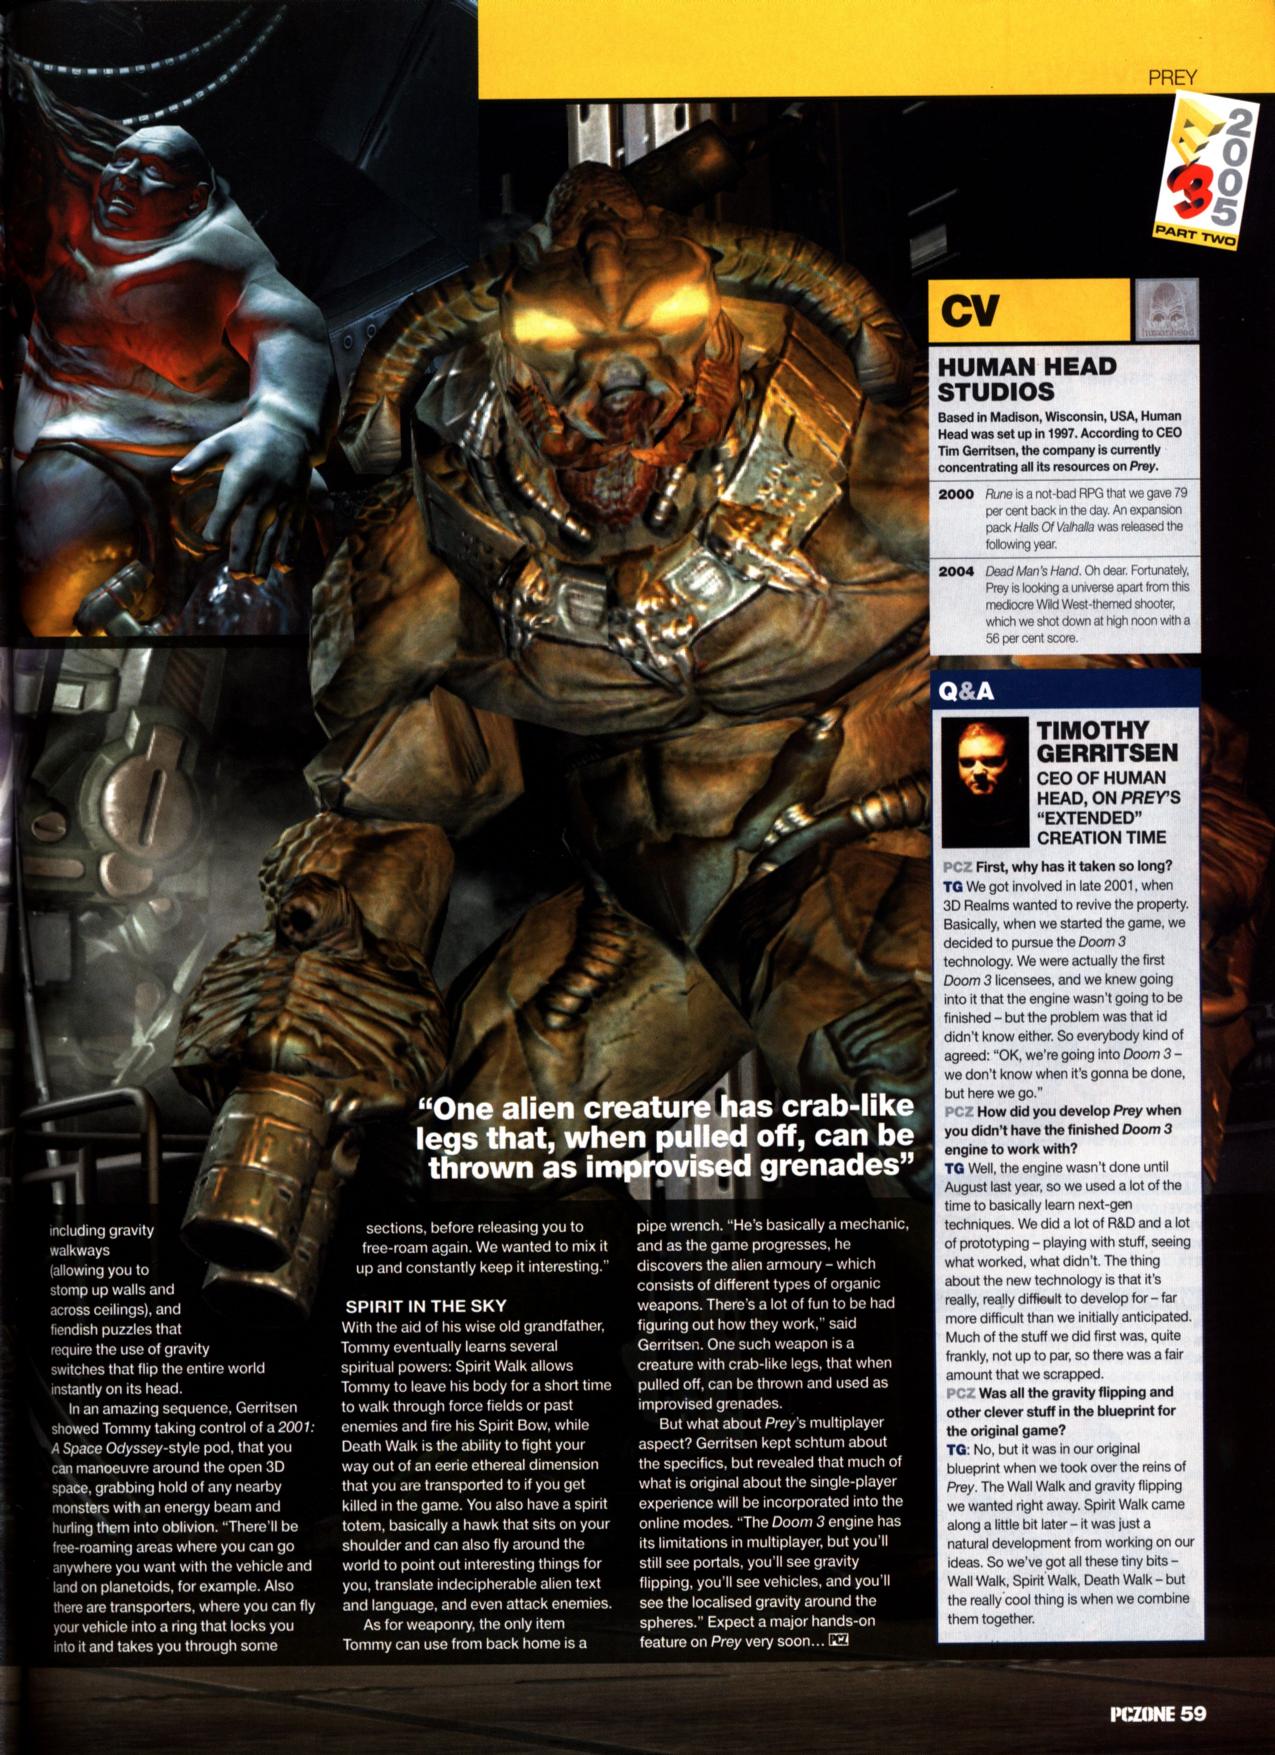 PREY
E3
2005
PART TWO
CV
humanhead
HUMAN HEAD
STUDIOS
Based in Madison, Wisconsin, USA, Human
Head was set up in 1997. According to CEO
Tim Gerritsen, the company is currently
concentrating all its resources on Prey.
2000 Rune is a not-bad RPG that we gave 79
per cent back in the day. An expansion
pack Halls Of Valhalla was released the
following year.
2004 Dead Man's Hand. Oh dear. Fortunately,
Prey is looking a universe apart from this
mediocre Wild West-themed shooter,
which we shot down at high noon with a
56 per cent score.
Q&A
TIMOTHY
GERRITSEN
CEO OF HUMAN
HEAD, ON PREY'S
"EXTENDED"
CREATION TIME
PCZ First, why has it taken so long?
TG We got involved in late 2001, when
3D Realms wanted to revive the property.
Basically, when we started the game, we
decided to pursue the Doom 3
technology. We were actually the first
Doom 3 licensees, and we knew going
into it that the engine wasn't going to be
finished – but the problem was that id
didn't know either. So everybody kind of
agreed: "OK, we're going into Doom 3 –
we don't know when it's gonna be done,
but here we go."
PCZ How did you develop Prey when
you didn't have the finished Doom 3
engine to work with?
TG Well, the engine wasn't done until
August last year, so we used a lot of the
time to basically learn next-gen
techniques. We did a lot of R&D and a lot
of prototyping – playing with stuff, seeing
what worked, what didn't. The thing
about the new technology is that it's
really, really difficult to develop for – far
more difficult than we initially anticipated.
Much of the stuff we did first was, quite
frankly, not up to par, so there was a fair
amount that we scrapped.
PCZ Was all the gravity flipping and
other clever stuff in the blueprint for
the original game?
TG: No, but it was in our original
blueprint when we took over the reins of
Prey. The Wall Walk and gravity flipping
we wanted right away. Spirit Walk came
along a little bit later – it was just a
natural development from working on our
ideas. So we've got all these tiny bits –
Wall Walk, Spirit Walk, Death Walk – but
the really cool thing is when we combine
them together.
"One alien creature has crab-like
legs that, when pulled off, can be
thrown as improvised grenades"
including gravity
walkways
(allowing you to
stomp up walls and
across ceilings), and
fiendish puzzles that
require the use of gravity
switches that flip the entire world
instantly on its head.
In an amazing sequence, Gerritsen
showed Tommy taking control of a 2001:
A Space Odyssey-style pod, that you
can manoeuvre around the open 3D
space, grabbing hold of any nearby
monsters with an energy beam and
hurling them into oblivion. "There'll be
free-roaming areas where you can go
anywhere you want with the vehicle and
land on planetoids, for example. Also
there are transporters, where you can fly
your vehicle into a ring that locks you
into it and takes you through some
sections, before releasing you to
free-roam again. We wanted to mix it
up and constantly keep it interesting."
SPIRIT IN THE SKY
With the aid of his wise old grandfather,
Tommy eventually learns several
spiritual powers: Spirit Walk allows
Tommy to leave his body for a short time
to walk through force fields or past
enemies and fire his Spirit Bow, while
Death Walk is the ability to fight your
way out of an eerie ethereal dimension
that you are transported to if you get
killed in the game. You also have a spirit
totem, basically a hawk that sits on your
shoulder and can also fly around the
world to point out interesting things for
you, translate indecipherable alien text
and language, and even attack enemies.
As for weaponry, the only item
Tommy can use from back home is a
pipe wrench. "He's basically a mechanic,
and as the game progresses, he
discovers the alien armoury – which
consists of different types of organic
weapons. There's a lot of fun to be had
figuring out how they work," said
Gerritsen. One such weapon is a
creature with crab-like legs, that when
pulled off, can be thrown and used as
improvised grenades.
But what about Prey's multiplayer
aspect? Gerritsen kept schtum about
the specifics, but revealed that much of
what is original about the single-player
experience will be incorporated into the
online modes. "The Doom 3 engine has
its limitations in multiplayer, but you'll
still see portals, you'll see gravity
flipping, you'll see vehicles, and you'll
see the localised gravity around the
spheres." Expect a major hands-on
feature on Prey very soon... PCZ
PCZONE 59